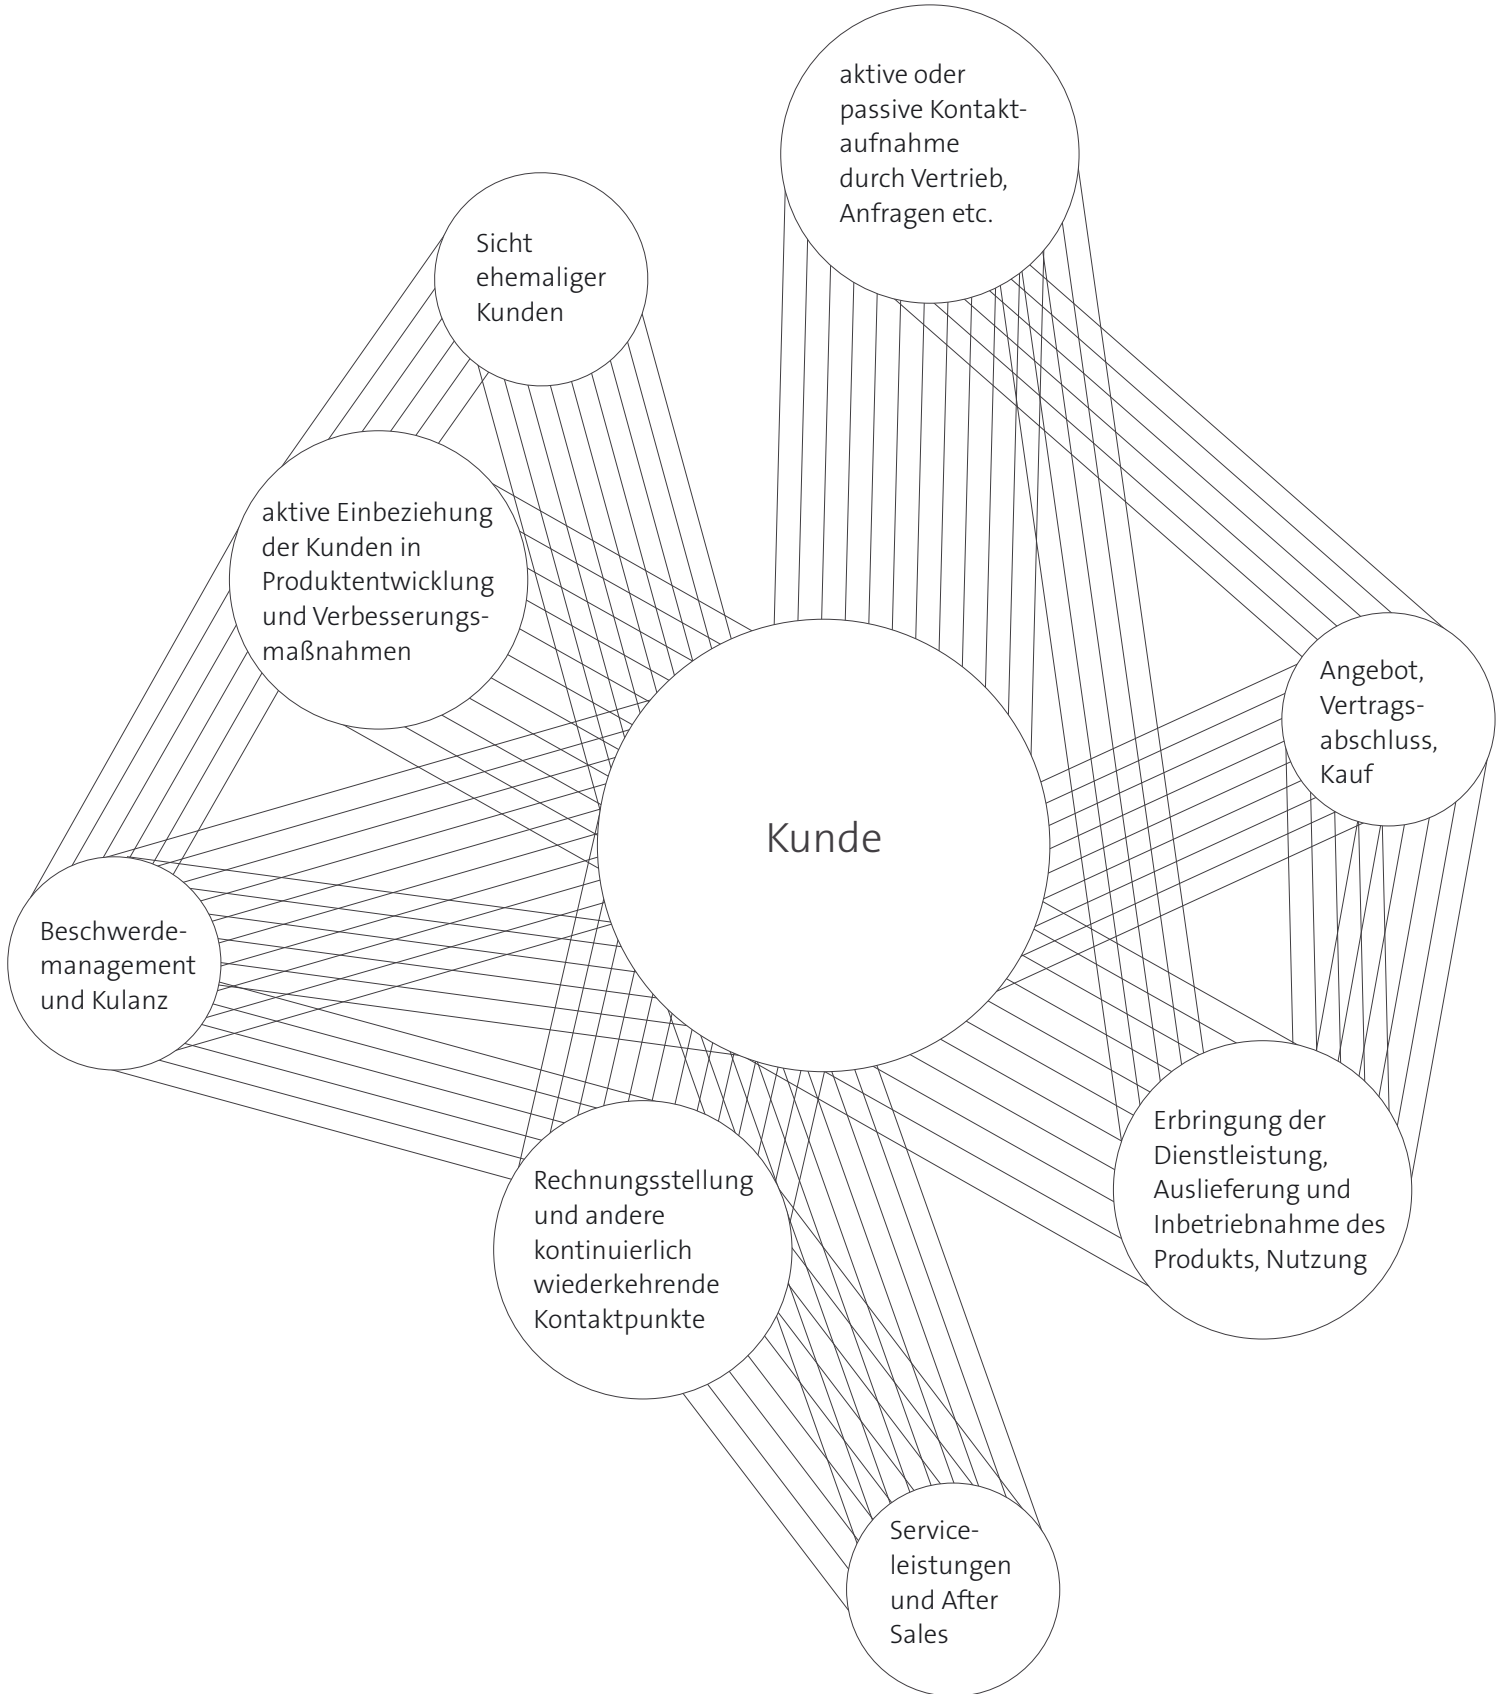 aktive oder
passive Kontakt-
aufnahme
durch Vertrieb,
Anfragen etc.
Sicht
ehemaliger
Kunden
aktive Einbeziehung
der Kunden in
Produktentwicklung
und Verbesserungs-
maßnahmen
Angebot,
Vertrags-
abschluss,
Kauf
Kunde
Beschwerde-
management
und Kulanz
Erbringung der
Dienstleistung,
Auslieferung und
Inbetriebnahme des
Produkts, Nutzung
Rechnungsstellung
und andere
kontinuierlich
wiederkehrende
Kontaktpunkte
Service-
leistungen
und After
Sales